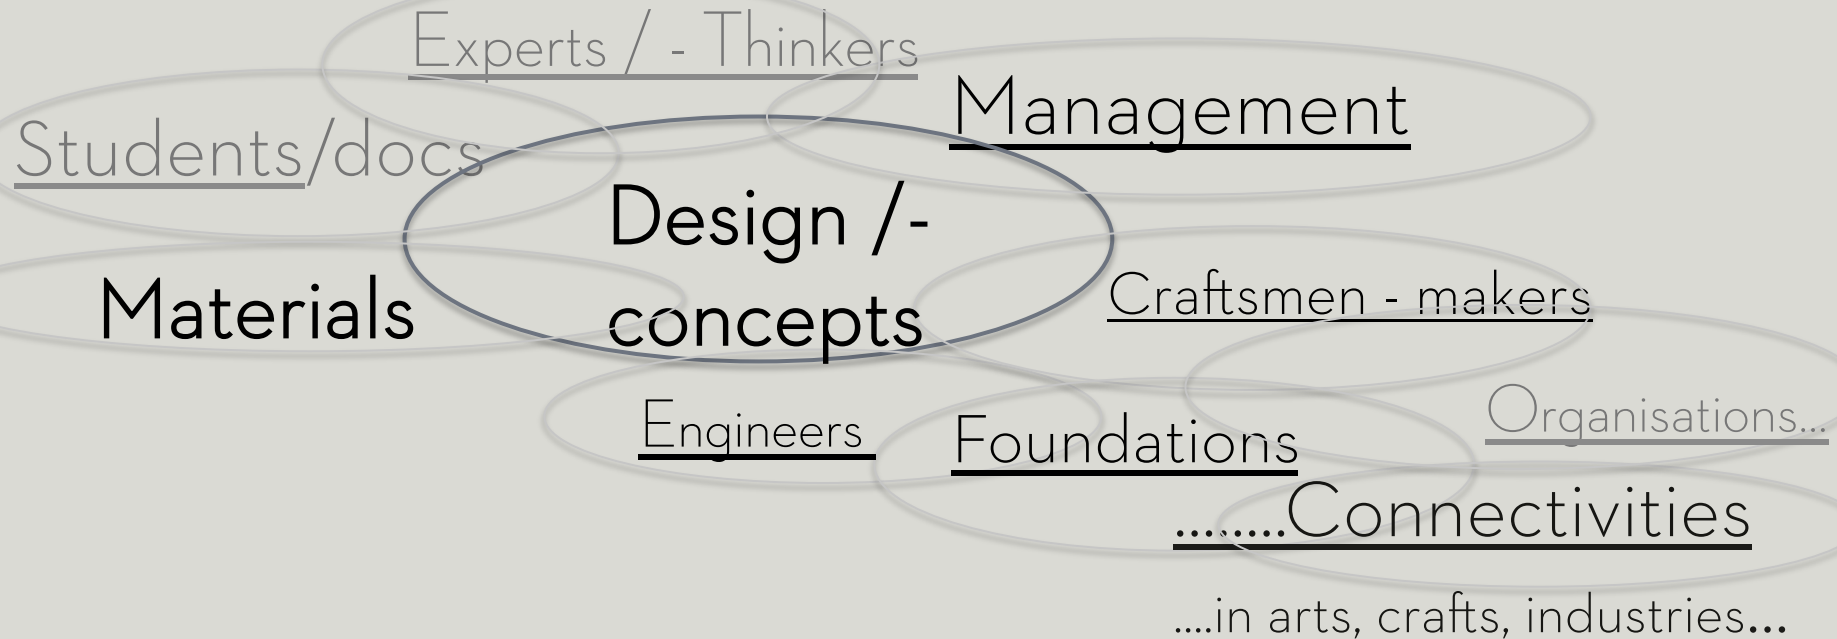 Experts / - Thinkers
Management
Students/docs
Design /-
concepts
Materials
Craftsmen - makers
Engineers
Foundations
Organisations...
........Connectivities
....in arts, crafts, industries...